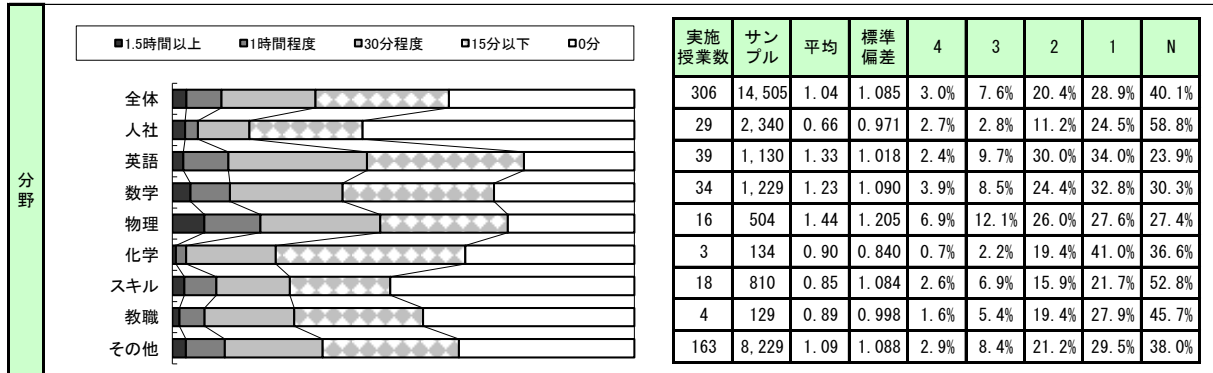 ■1.5時間以上 ■1時間程度 □30分程度 □15分以下 □0分
実施授業数 サンプル 平均 標準偏差 4 3 2 1 N
分野
全体 306 14,505 1.04 1.085 3.0% 7.6% 20.4% 28.9% 40.1%
人社 29 2,340 0.66 0.971 2.7% 2.8% 11.2% 24.5% 58.8%
英語 39 1,130 1.33 1.018 2.4% 9.7% 30.0% 34.0% 23.9%
数学 34 1,229 1.23 1.090 3.9% 8.5% 24.4% 32.8% 30.3%
物理 16 504 1.44 1.205 6.9% 12.1% 26.0% 27.6% 27.4%
化学 3 134 0.90 0.840 0.7% 2.2% 19.4% 41.0% 36.6%
スキル 18 810 0.85 1.084 2.6% 6.9% 15.9% 21.7% 52.8%
教職 4 129 0.89 0.998 1.6% 5.4% 19.4% 27.9% 45.7%
その他 163 8,229 1.09 1.088 2.9% 8.4% 21.2% 29.5% 38.0%